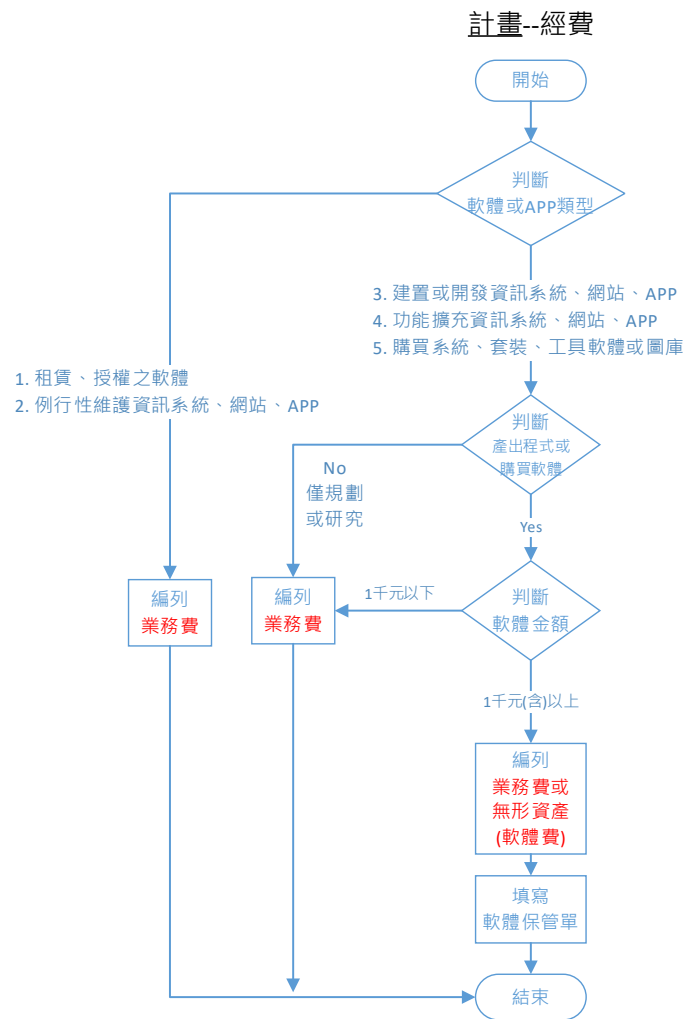 計畫--經費
開始
判斷
軟體或APP類型
3. 建置或開發資訊系統、網站、APP
4. 功能擴充資訊系統、網站、APP
5. 購買系統、套裝、工具軟體或圖庫
1. 租賃、授權之軟體
2. 例行性維護資訊系統、網站、APP
判斷
產出程式或
購買軟體
No
僅規劃
或研究
Yes
編列
業務費
編列
業務費
1千元以下
判斷
軟體金額
1千元(含)以上
編列
業務費或
無形資產
(軟體費)
填寫
軟體保管單
結束